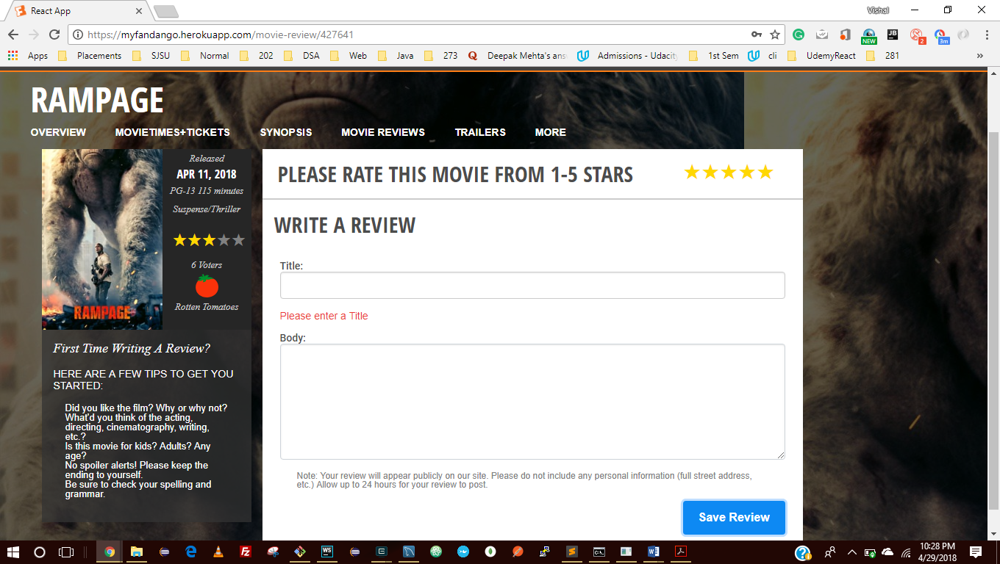 React App
Vishal
https://myfandango.herokuapp.com/movie-review/427641
JB
NEW
2
3m
Apps Placements SJSU Normal 202 DSA Web Java 273 Deepak Mehta's ans Admissions - Udacity 1st Sem cli UdemyReact 281 »
RAMPAGE
OVERVIEW MOVIETIMES+TICKETS SYNOPSIS MOVIE REVIEWS TRAILERS MORE
Released
APR 11, 2018
PG-13 115 minutes
Suspense/Thriller
6 Voters
Rotten Tomatoes
RAMPAGE
First Time Writing A Review?
HERE ARE A FEW TIPS TO GET YOU
STARTED:
Did you like the film? Why or why not?
What'd you think of the acting,
directing, cinematography, writing,
etc.?
Is this movie for kids? Adults? Any
age?
No spoiler alerts! Please keep the
ending to yourself.
Be sure to check your spelling and
grammar.
PLEASE RATE THIS MOVIE FROM 1-5 STARS
WRITE A REVIEW
Title:
Please enter a Title
Body:
Note: Your review will appear publicly on our site. Please do not include any personal information (full street address,
etc.) Allow up to 24 hours for your review to post.
Save Review
10:28 PM
4/29/2018